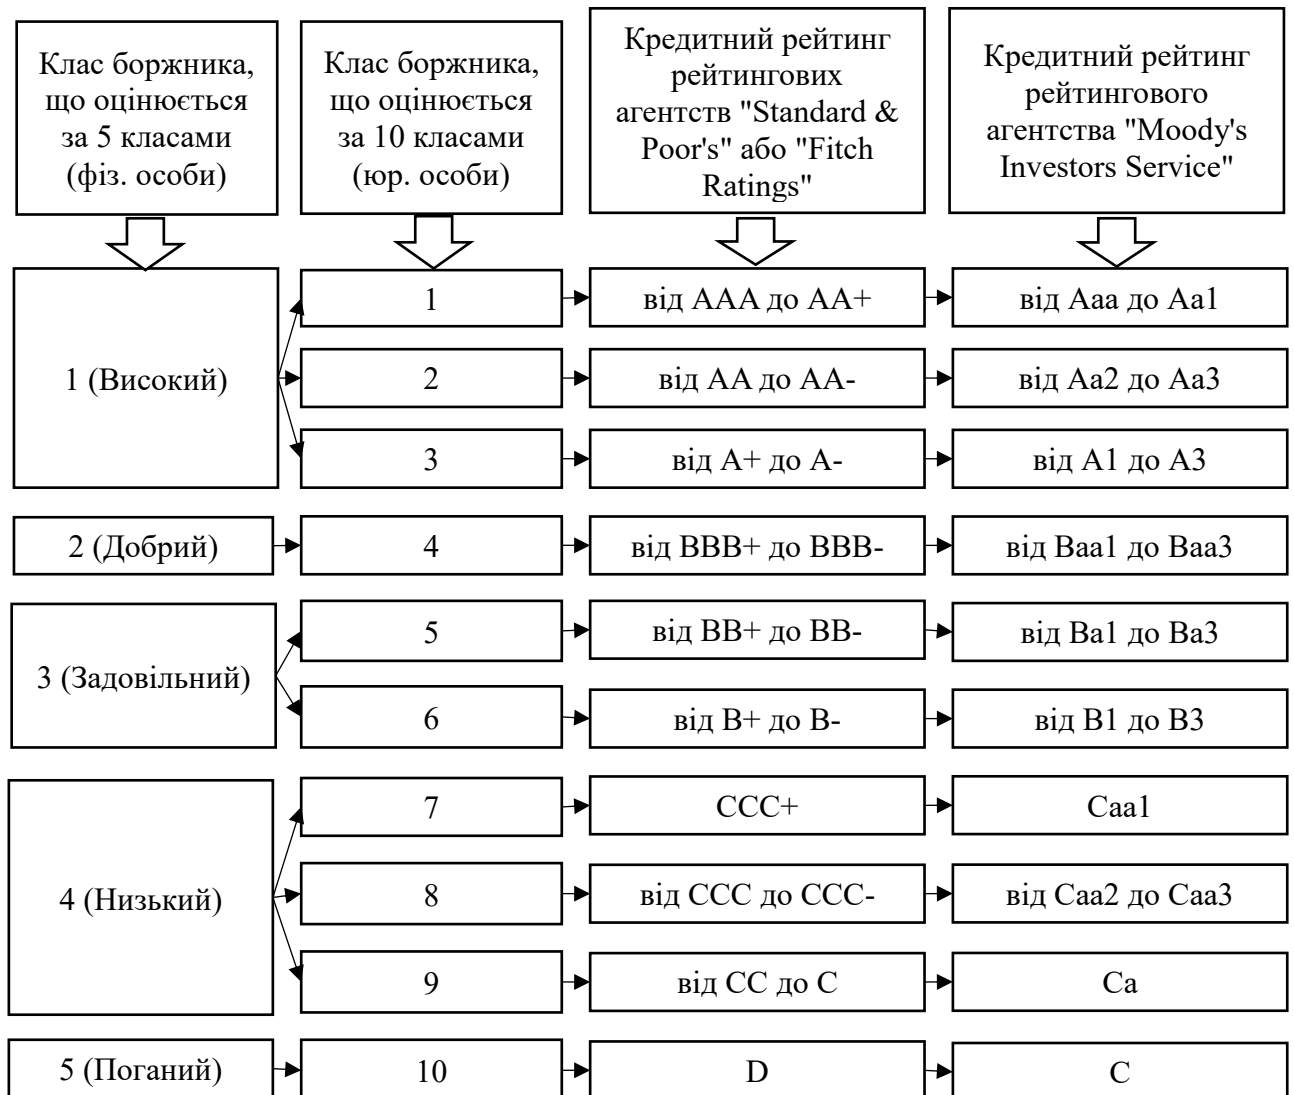 Клас боржника,
що оцінюється
за 5 класами
(фіз. особи)
Клас боржника,
що оцінюється
за 10 класами
(юр. особи)
Кредитний рейтинг
рейтингових
агентств "Standard &
Poor's" або "Fitch
Ratings"
Кредитний рейтинг
рейтингового
агентства "Moody's
Investors Service"
1 (Високий)
1
від AAA до AA+
від Aaa до Aa1
2
від AA до AA-
від Aa2 до Aa3
3
від A+ до A-
від A1 до A3
2 (Добрий)
4
від BBB+ до BBB-
від Baa1 до Baa3
3 (Задовільний)
5
від BB+ до BB-
від Ba1 до Ba3
6
від B+ до B-
від B1 до B3
4 (Низький)
7
CCC+
Caa1
8
від CCC до CCC-
від Caa2 до Caa3
9
від CC до C
Ca
5 (Поганий)
10
D
C